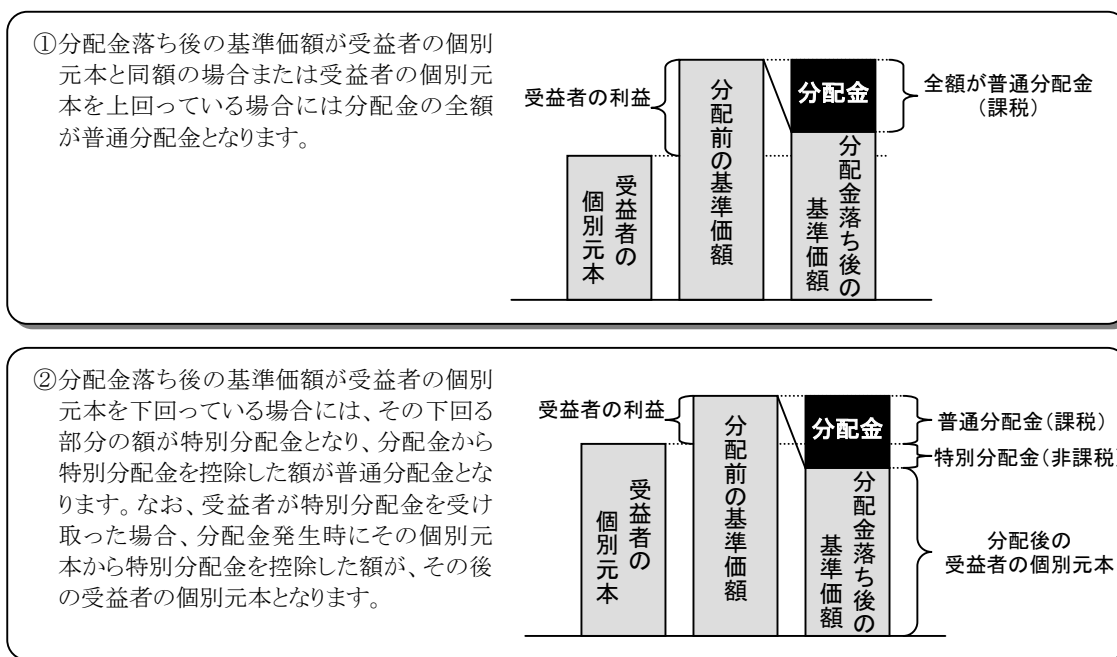 ①分配金落ち後の基準価額が受益者の個別
元本と同額の場合または受益者の個別元
本を上回っている場合には分配金の全額
が普通分配金となります。
受益者の利益
受益者の
個別元本
分配前の基準価額
分配金
分配金落ち後の
基準価額
全額が普通分配金
（課税）
②分配金落ち後の基準価額が受益者の個別
元本を下回っている場合には、その下回る
部分の額が特別分配金となり、分配金から
特別分配金を控除した額が普通分配金とな
ります。なお、受益者が特別分配金を受け
取った場合、分配金発生時にその個別元
本から特別分配金を控除した額が、その後
の受益者の個別元本となります。
受益者の利益
受益者の
個別元本
分配前の基準価額
分配金
分配金落ち後の
基準価額
普通分配金（課税）
特別分配金（非課税）
分配後の
受益者の個別元本